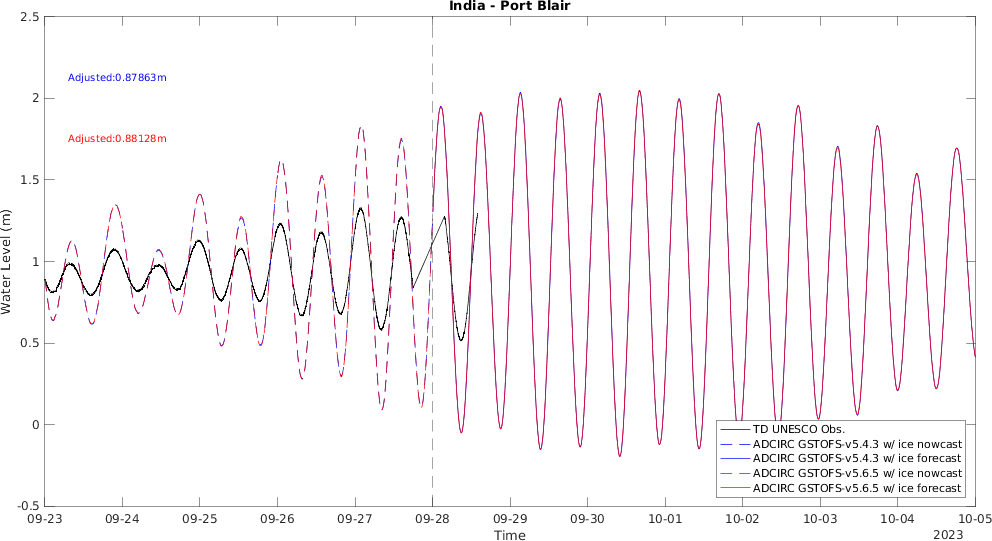 India - Port Blair
Adjusted:0.87863m
Adjusted:0.88128m
Water Level (m)
2.5
2
1.5
1
0.5
0
-0.5
09-23
09-24
09-25
09-26
09-27
09-28
09-29
09-30
10-01
10-02
10-03
10-04
10-05
Time
2023
TD UNESCO Obs.
ADCIRC GSTOFS-v5.4.3 w/ ice nowcast
ADCIRC GSTOFS-v5.4.3 w/ ice forecast
ADCIRC GSTOFS-v5.6.5 w/ ice nowcast
ADCIRC GSTOFS-v5.6.5 w/ ice forecast